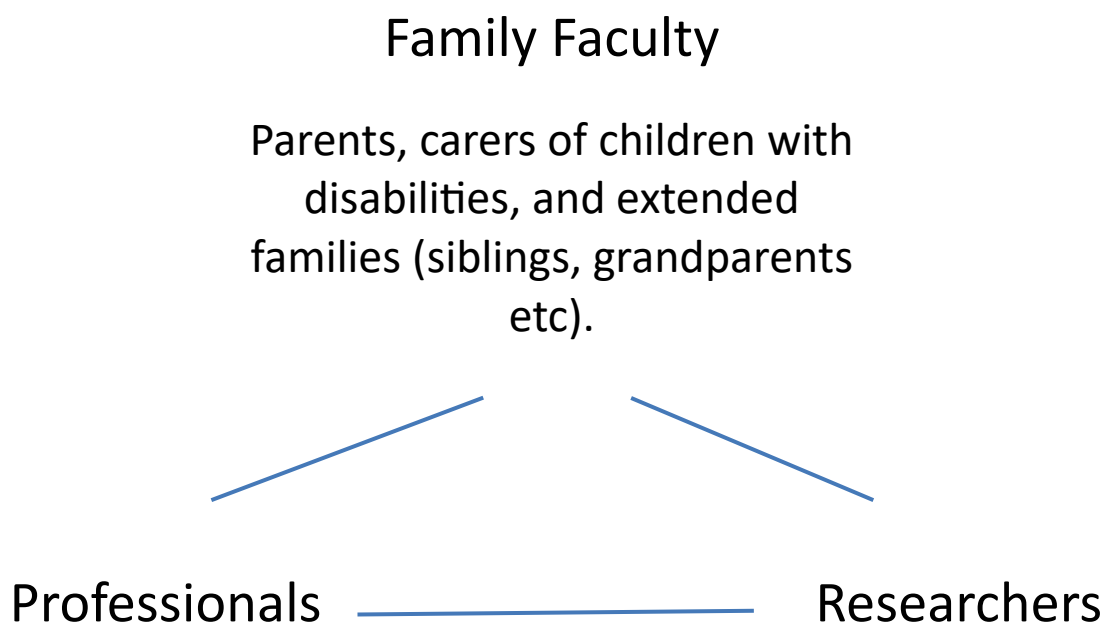 Family Faculty
Parents, carers of children with
disabilities, and extended
families (siblings, grandparents
etc).
Professionals
Researchers